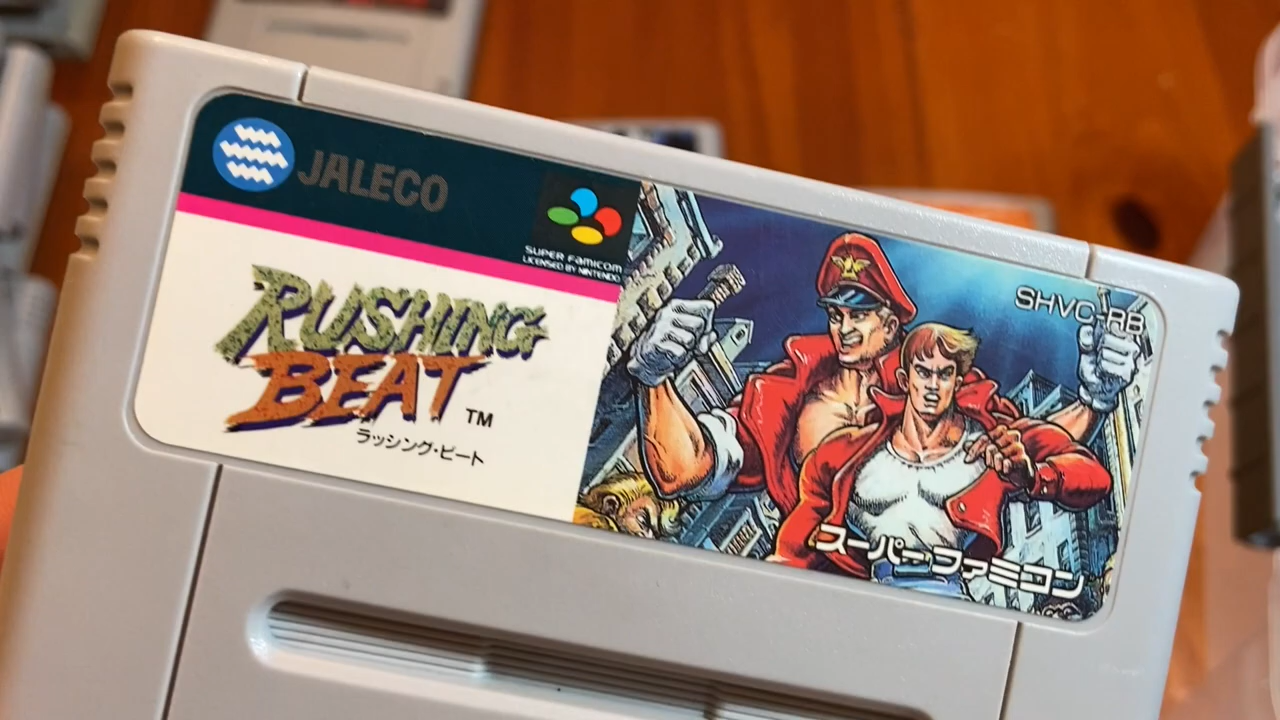 JALECO
SUPER FAMICOM
LICENSED BY NINTENDO
RUSHING
BEAT TM
ラッシング・ビート
SHVC-RB
スーパーファミコン